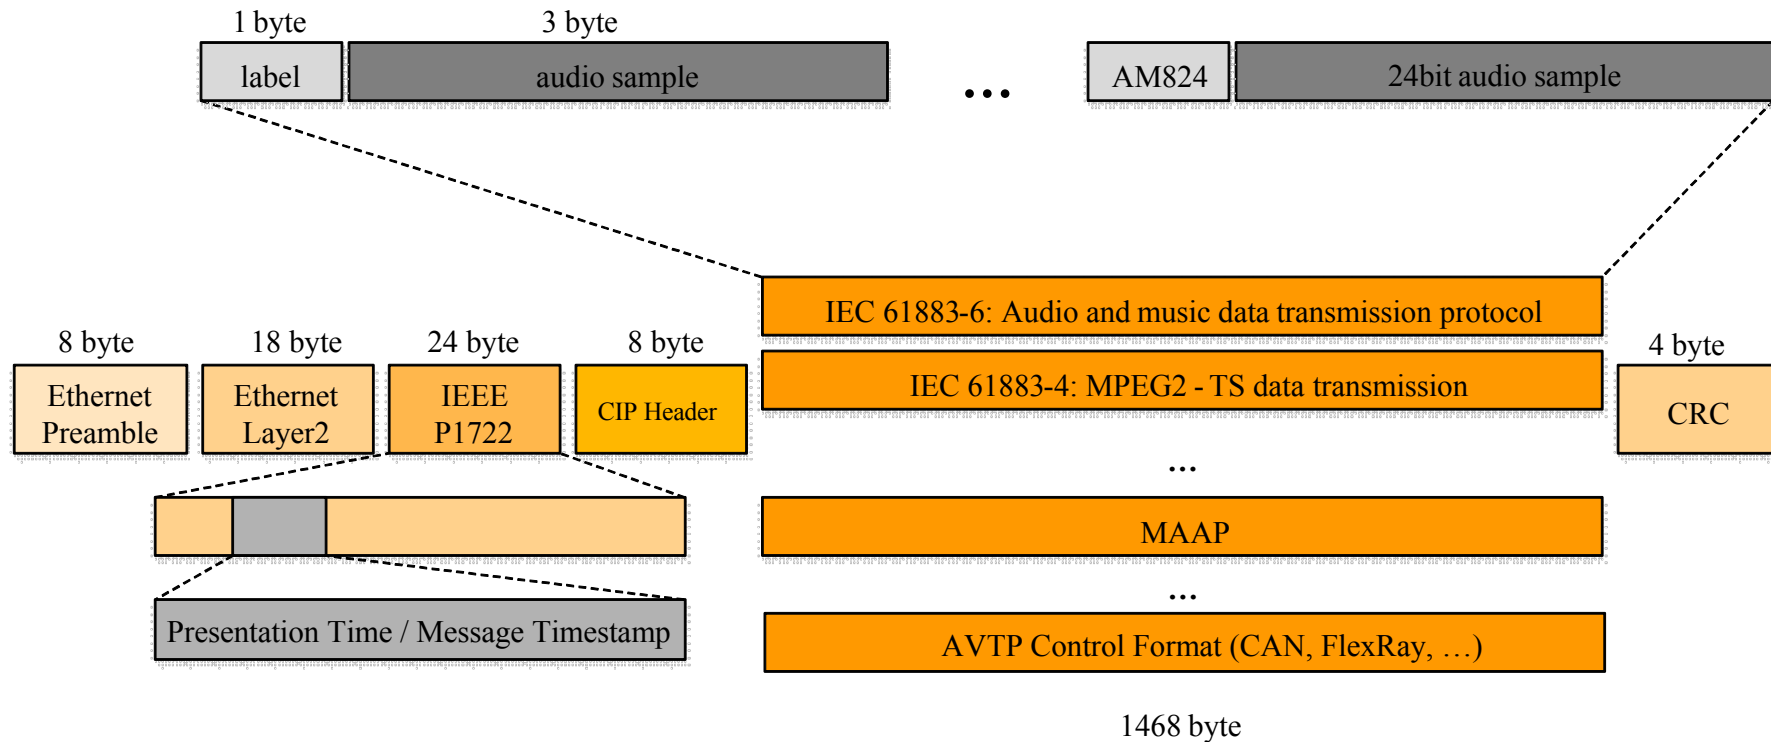 1 byte 3 byte
label audio sample ... AM824 24bit audio sample
IEC 61883-6: Audio and music data transmission protocol
8 byte 18 byte 24 byte 8 byte 4 byte
IEC 61883-4: MPEG2 - TS data transmission
Ethernet
Preamble
Ethernet
Layer2
IEEE
P1722
CIP Header
CRC
...
MAAP
...
Presentation Time / Message Timestamp
AVTP Control Format (CAN, FlexRay, …)
1468 byte